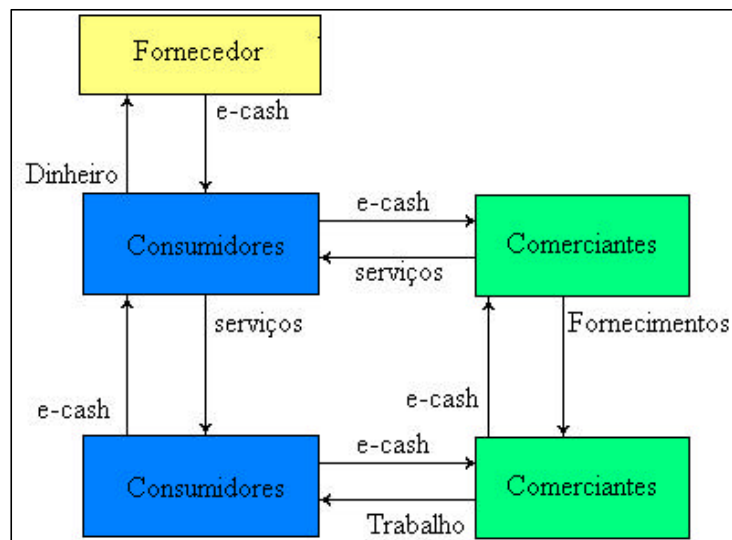 Fornecedor
e-cash
Dinheiro
e-cash
Consumidores
Comerciantes
serviços
serviços
Fornecimentos
e-cash
e-cash
e-cash
Consumidores
Comerciantes
Trabalho